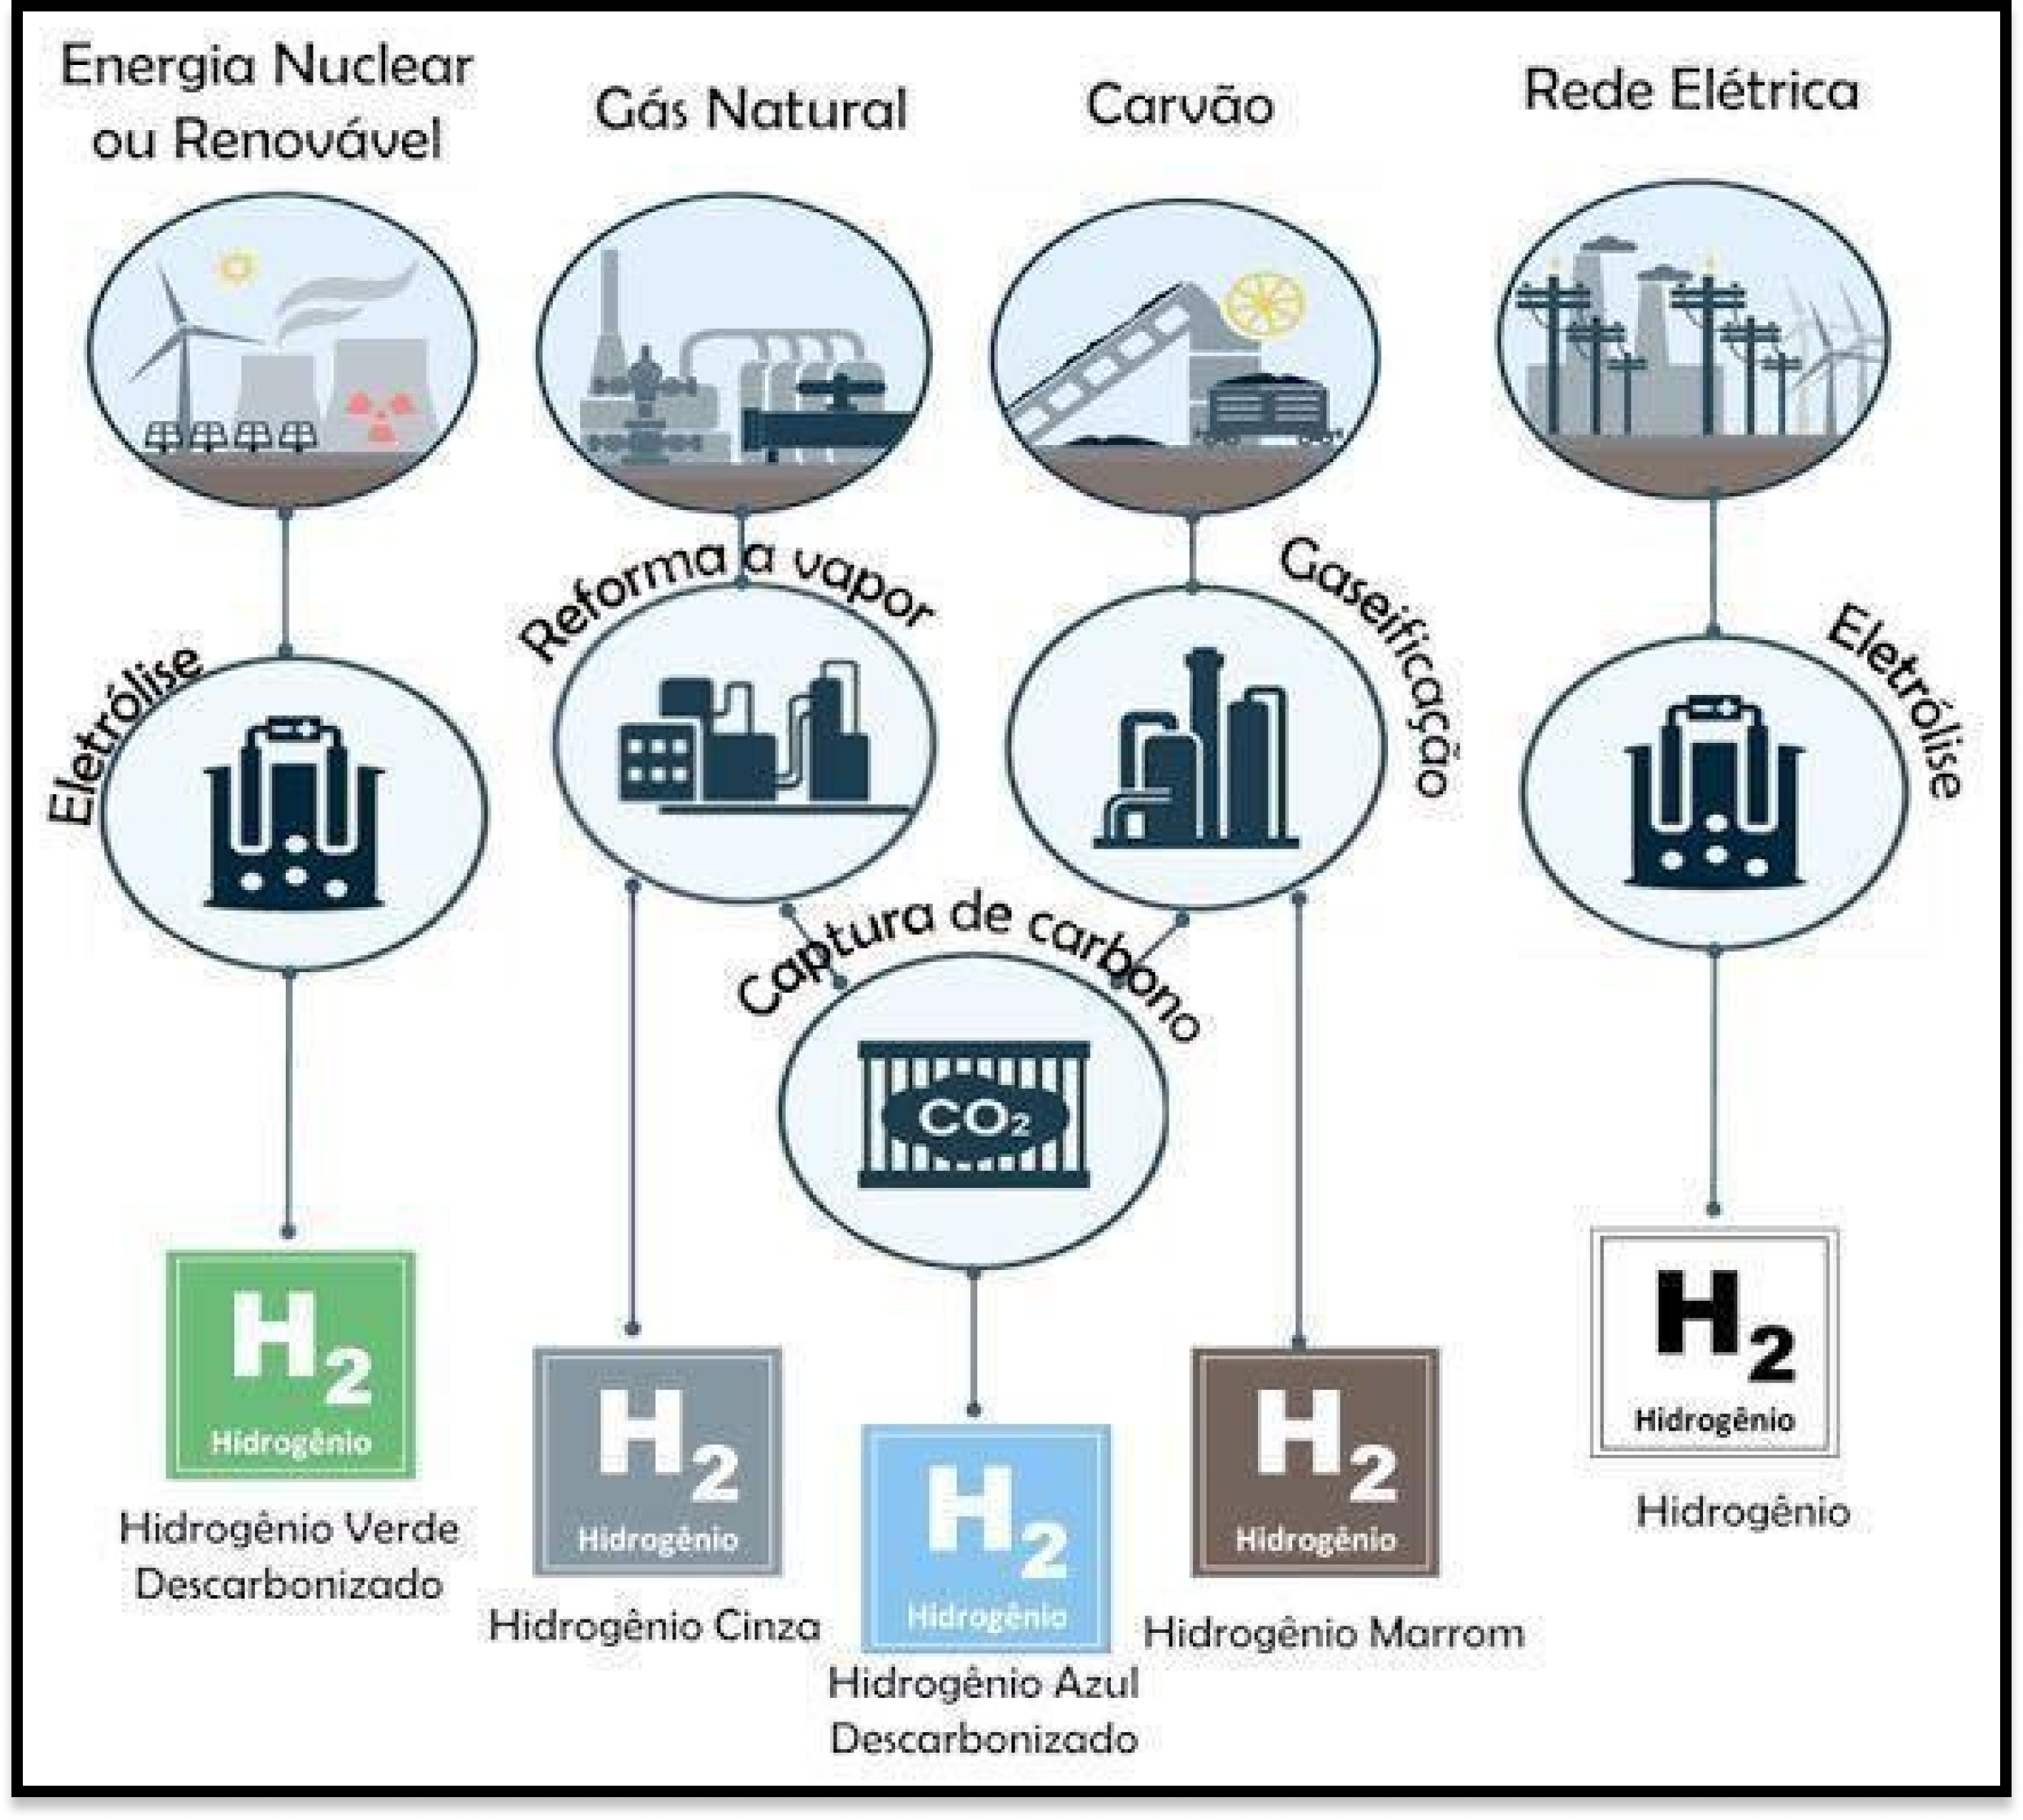 Energia Nuclear
ou Renovável
Gás Natural
Carvão
Rede Elétrica
Eletrólise
Reforma a vapor
Gaseificação
Eletrólise
Captura de carbono
CO₂
H₂
Hidrogênio
Hidrogênio Verde
Descarbonizado
H₂
Hidrogênio
Hidrogênio Cinza
H₂
Hidrogênio
Hidrogênio Azul
Descarbonizado
H₂
Hidrogênio
Hidrogênio Marrom
H₂
Hidrogênio
Hidrogênio